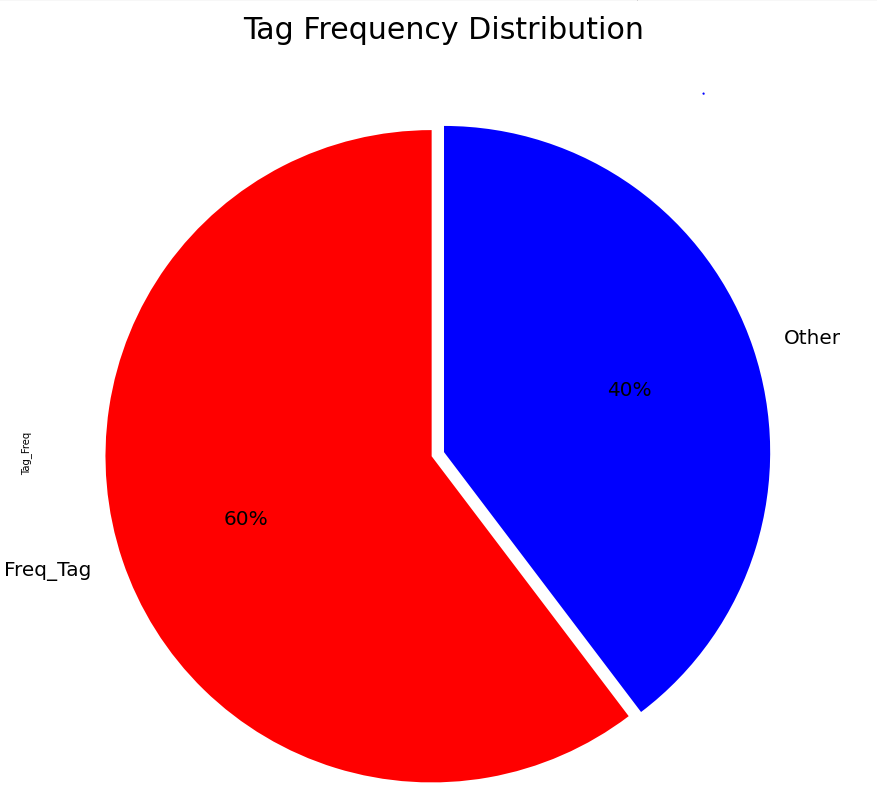 Tag Frequency Distribution
Other
40%
Tag_Freq
60%
Freq_Tag